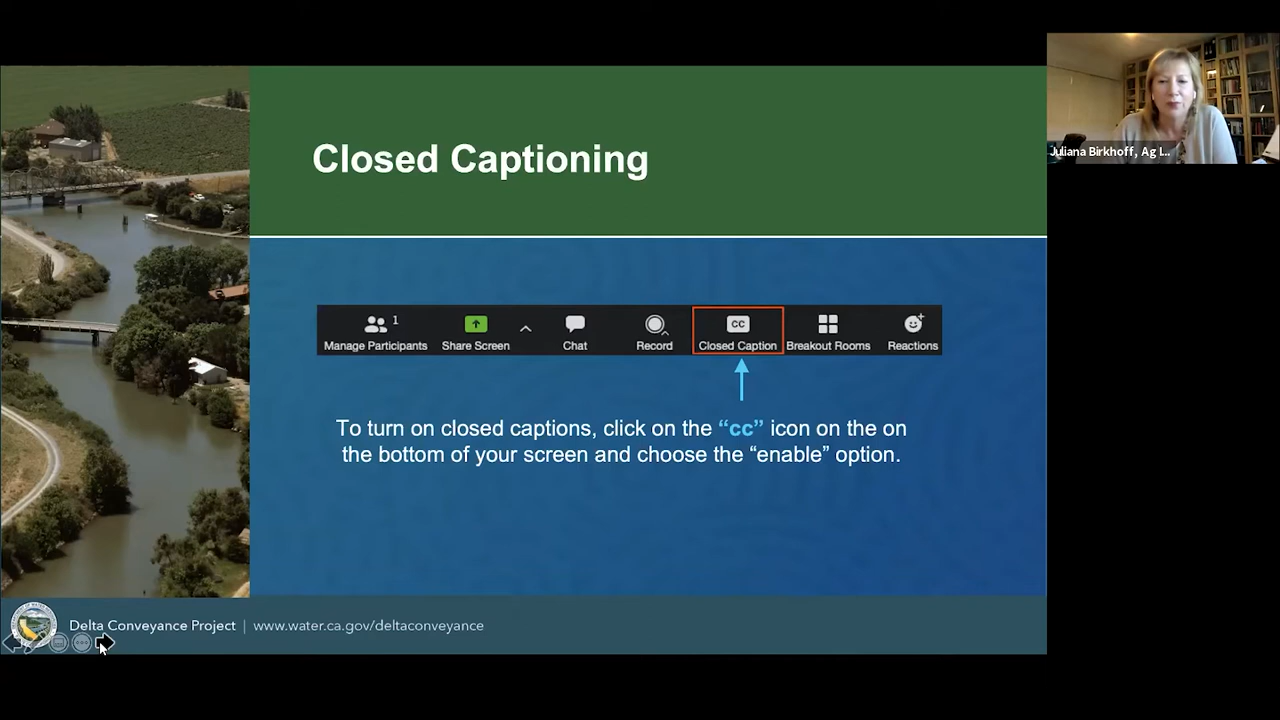 Closed Captioning
1
Manage Participants
Share Screen
Chat
Record
CC
Closed Caption
Breakout Rooms
Reactions
To turn on closed captions, click on the “cc” icon on the on
the bottom of your screen and choose the “enable” option.
Delta Conveyance Project | www.water.ca.gov/deltaconveyance
Juliana Birkhoff, Ag I...